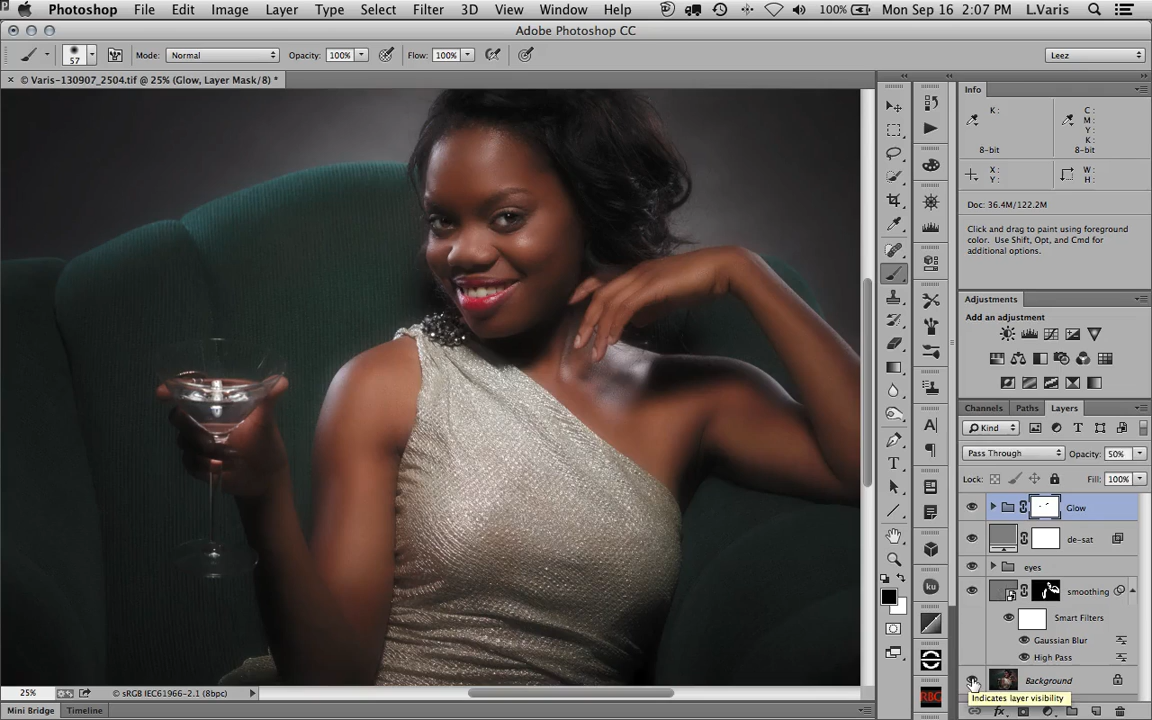 Photoshop File Edit Image Layer Type Select Filter 3D View Window Help 100% Mon Sep 16 2:07 PM L.Varis
Adobe Photoshop CC
57 Mode: Normal Opacity: 100% Flow: 100% Leez
× © Varis-130907_2504.tif @ 25% (Glow, Layer Mask/8) *
Info
K: C:
M:
Y:
K:
8-bit 8-bit
X: W:
Y: H:
Doc: 36.4M/122.2M
Click and drag to paint using foreground
color. Use Shift, Opt, and Cmd for
additional options.
Adjustments
Add an adjustment
Channels Paths Layers
Kind
Pass Through Opacity: 50%
Lock: Fill: 100%
Glow
de-sat
eyes
smoothing
Smart Filters
Gaussian Blur
High Pass
Background
Indicates layer visibility
ku
RBG
25% © sRGB IEC61966-2.1 (8bpc)
Mini Bridge Timeline
fx